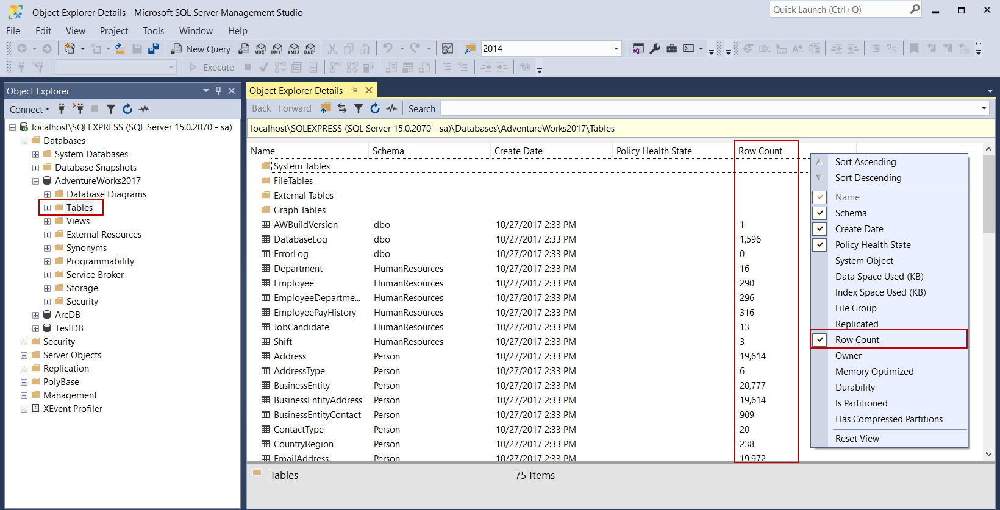 Object Explorer Details - Microsoft SQL Server Management Studio
Quick Launch (Ctrl+Q)
File Edit View Project Tools Window Help
New Query MDX DMX XMLA DAX 2014
Execute
Object Explorer
Connect
localhost\SQLEXPRESS (SQL Server 15.0.2070 - sa)
Databases
System Databases
Database Snapshots
AdventureWorks2017
Database Diagrams
Tables
Views
External Resources
Synonyms
Programmability
Service Broker
Storage
Security
ArcDB
TestDB
Security
Server Objects
Replication
PolyBase
Management
XEvent Profiler
Object Explorer Details
Back Forward Search
localhost\SQLEXPRESS (SQL Server 15.0.2070 - sa)\Databases\AdventureWorks2017\Tables
Name Schema Create Date Policy Health State Row Count
System Tables
FileTables
External Tables
Graph Tables
AWBuildVersion dbo 10/27/2017 2:33 PM 1
DatabaseLog dbo 10/27/2017 2:33 PM 1,596
ErrorLog dbo 10/27/2017 2:33 PM 0
Department HumanResources 10/27/2017 2:33 PM 16
Employee HumanResources 10/27/2017 2:33 PM 290
EmployeeDepartme... HumanResources 10/27/2017 2:33 PM 296
EmployeePayHistory HumanResources 10/27/2017 2:33 PM 316
JobCandidate HumanResources 10/27/2017 2:33 PM 13
Shift HumanResources 10/27/2017 2:33 PM 3
Address Person 10/27/2017 2:33 PM 19,614
AddressType Person 10/27/2017 2:33 PM 6
BusinessEntity Person 10/27/2017 2:33 PM 20,777
BusinessEntityAddress Person 10/27/2017 2:33 PM 19,614
BusinessEntityContact Person 10/27/2017 2:33 PM 909
ContactType Person 10/27/2017 2:33 PM 20
CountryRegion Person 10/27/2017 2:33 PM 238
EmailAddress Person 10/27/2017 2:33 PM 19,972
Sort Ascending
Sort Descending
Name
Schema
Create Date
Policy Health State
System Object
Data Space Used (KB)
Index Space Used (KB)
File Group
Replicated
Row Count
Owner
Memory Optimized
Durability
Is Partitioned
Has Compressed Partitions
Reset View
Tables 75 Items